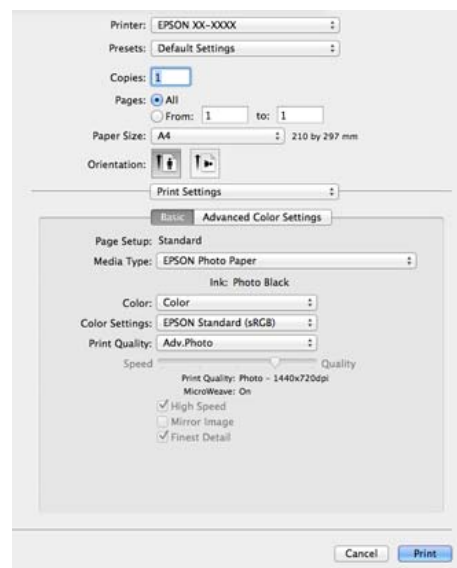 Printer: EPSON XX-XXXX
Presets: Default Settings
Copies: 1
Pages: All
From: 1 to: 1
Paper Size: A4 210 by 297 mm
Orientation:
Print Settings
Basic Advanced Color Settings
Page Setup: Standard
Media Type: EPSON Photo Paper
Ink: Photo Black
Color: Color
Color Settings: EPSON Standard (sRGB)
Print Quality: Adv.Photo
Speed Quality
Print Quality: Photo - 1440x720dpi
MicroWeave: On
High Speed
Mirror Image
Finest Detail
Cancel Print